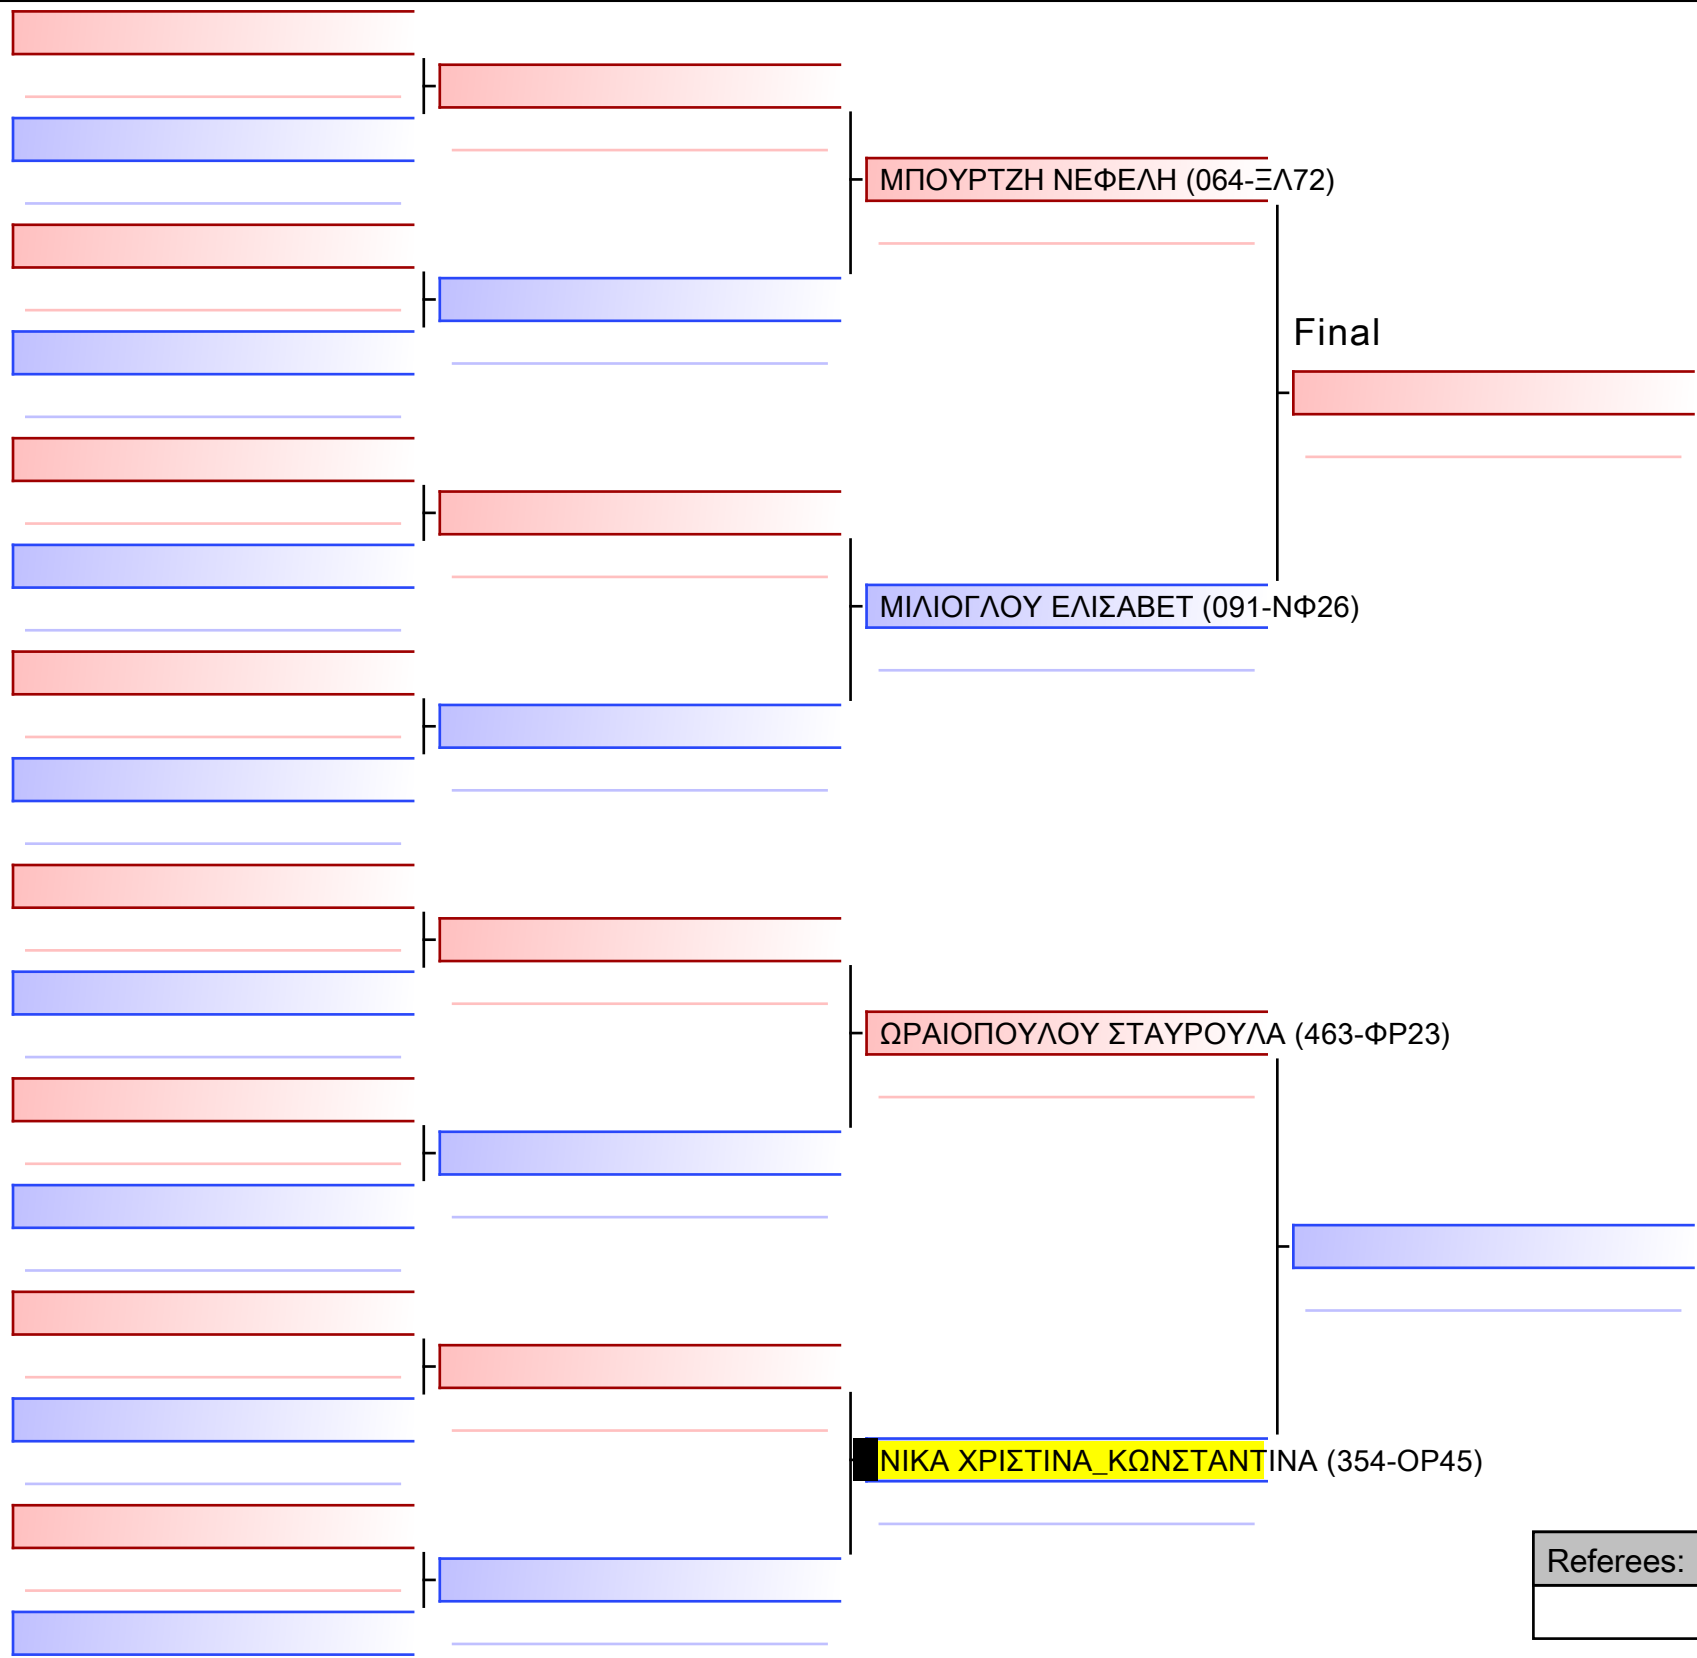 ΜΠΟΥΡΤΖΗ ΝΕΦΕΛΗ (064-ΞΛ72)
Final
ΜΙΛΙΟΓΛΟΥ ΕΛΙΣΑΒΕΤ (091-ΝΦ26)
ΩΡΑΙΟΠΟΥΛΟΥ ΣΤΑΥΡΟΥΛΑ (463-ΦΡ23)
ΝΙΚΑ ΧΡΙΣΤΙΝΑ_ΚΩΝΣΤΑΝΤΙΝΑ (354-ΟΡ45)
Referees: